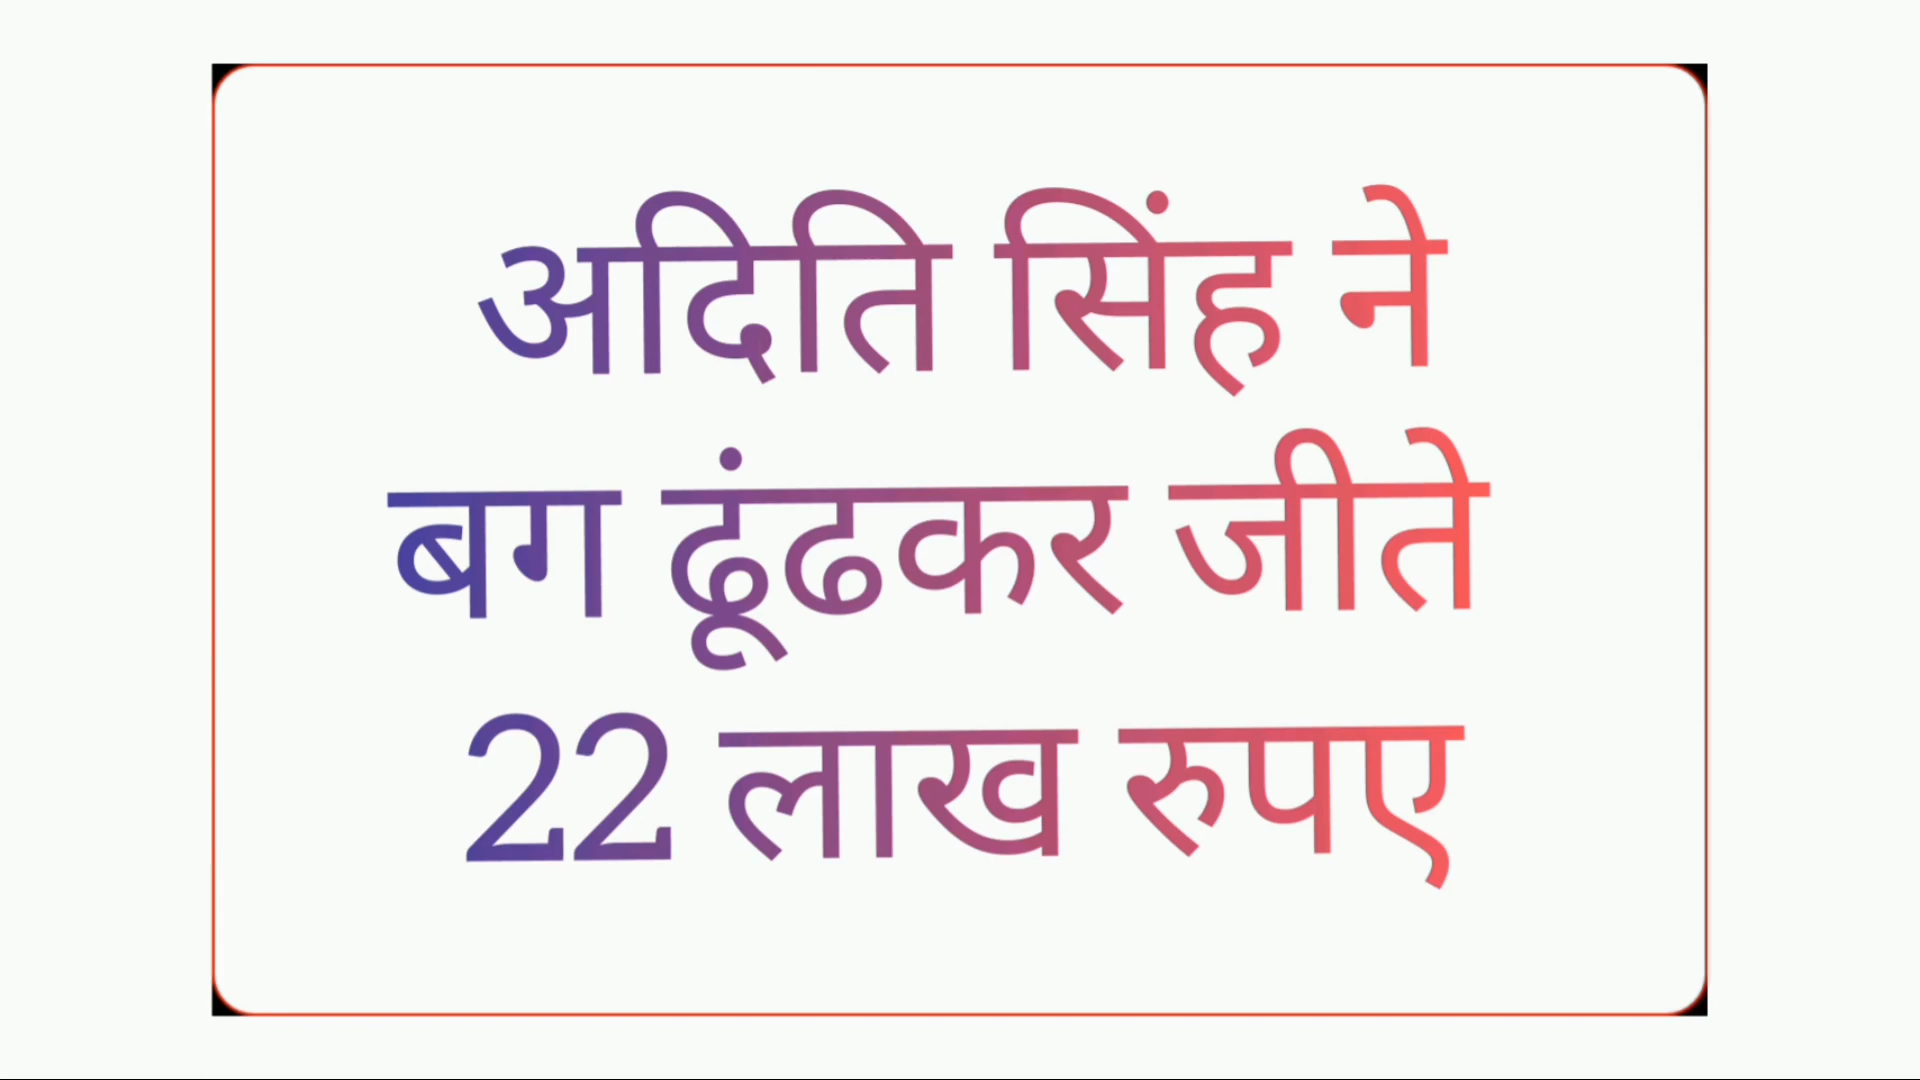 अदिति सिंह ने
बग ढूंढकर जीते
22 लाख रुपए